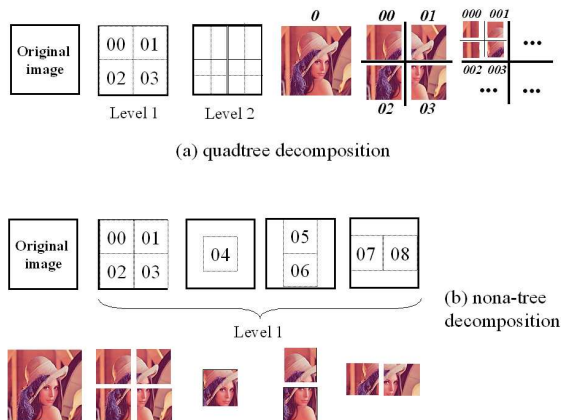 Original image
00 01
02 03
Level 1
Level 2
0
00 01
02 03
000 001
002 003
...
...
...
...
(a) quadtree decomposition
Original image
00 01
02 03
04
05
06
07 08
Level 1
(b) nona-tree
decomposition